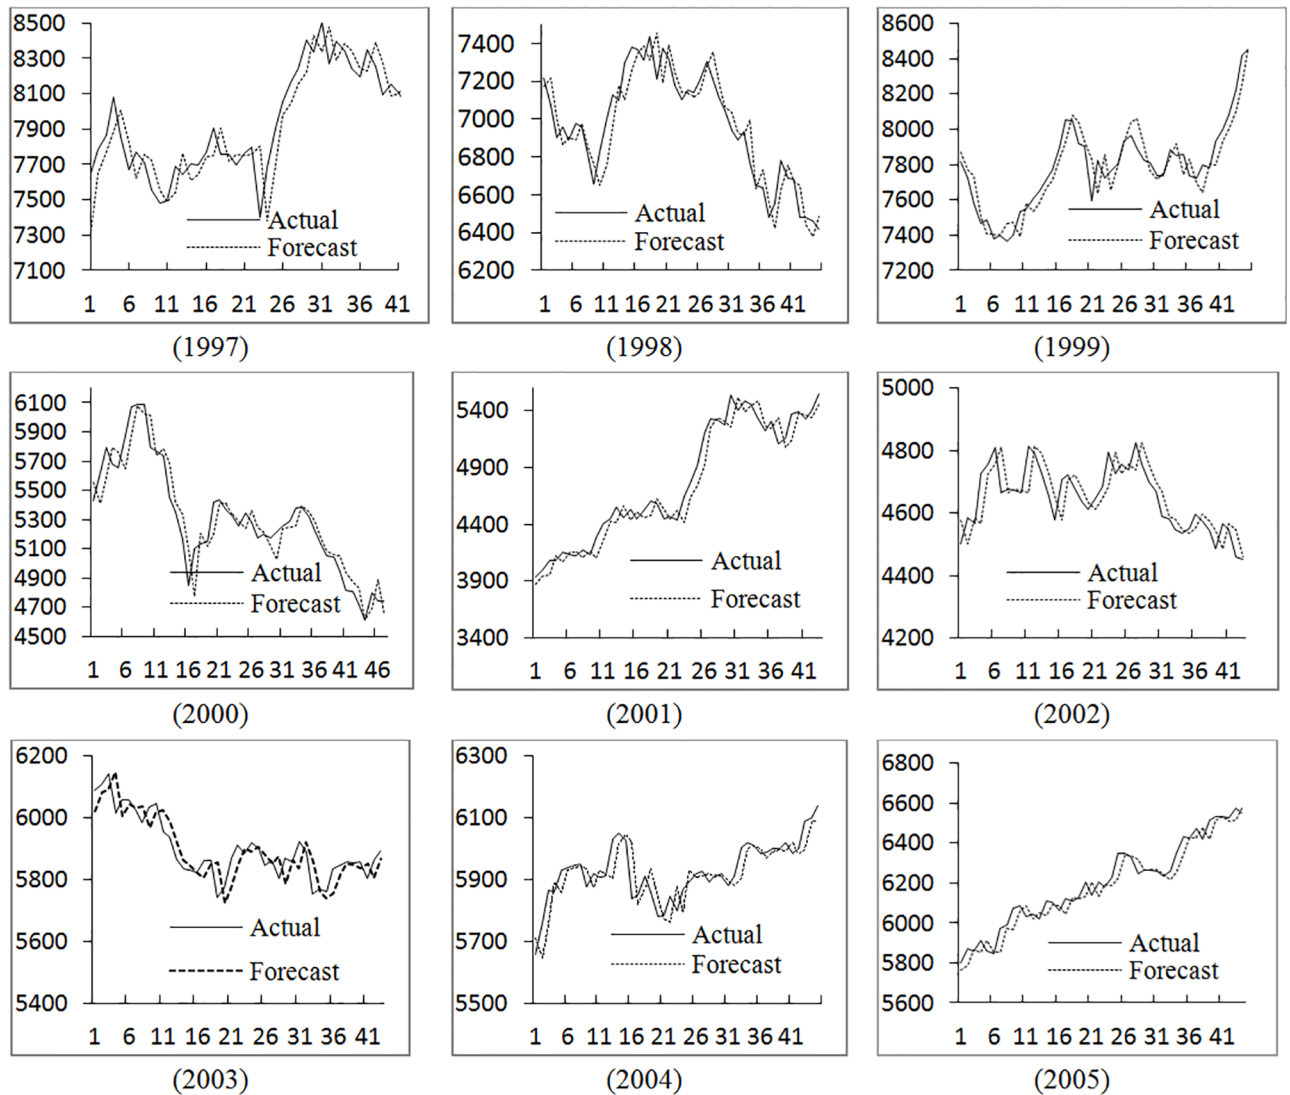 8500
8300
8100
7900
7700
7500
7300
7100
Actual
Forecast
1 6 11 16 21 26 31 36 41
(1997)
7400
7200
7000
6800
6600
6400
6200
Actual
Forecast
1 6 11 16 21 26 31 36 41
(1998)
8600
8400
8200
8000
7800
7600
7400
7200
Actual
Forecast
1 6 11 16 21 26 31 36 41
(1999)
6100
5900
5700
5500
5300
5100
4900
4700
4500
Actual
Forecast
1 6 11 16 21 26 31 36 41 46
(2000)
5400
4900
4400
3900
3400
Actual
Forecast
1 6 11 16 21 26 31 36 41
(2001)
5000
4800
4600
4400
4200
Actual
Forecast
1 6 11 16 21 26 31 36 41
(2002)
6200
6000
5800
5600
5400
Actual
Forecast
1 6 11 16 21 26 31 36 41
(2003)
6300
6100
5900
5700
5500
Actual
Forecast
1 6 11 16 21 26 31 36 41
(2004)
6800
6600
6400
6200
6000
5800
5600
Actual
Forecast
1 6 11 16 21 26 31 36 41
(2005)